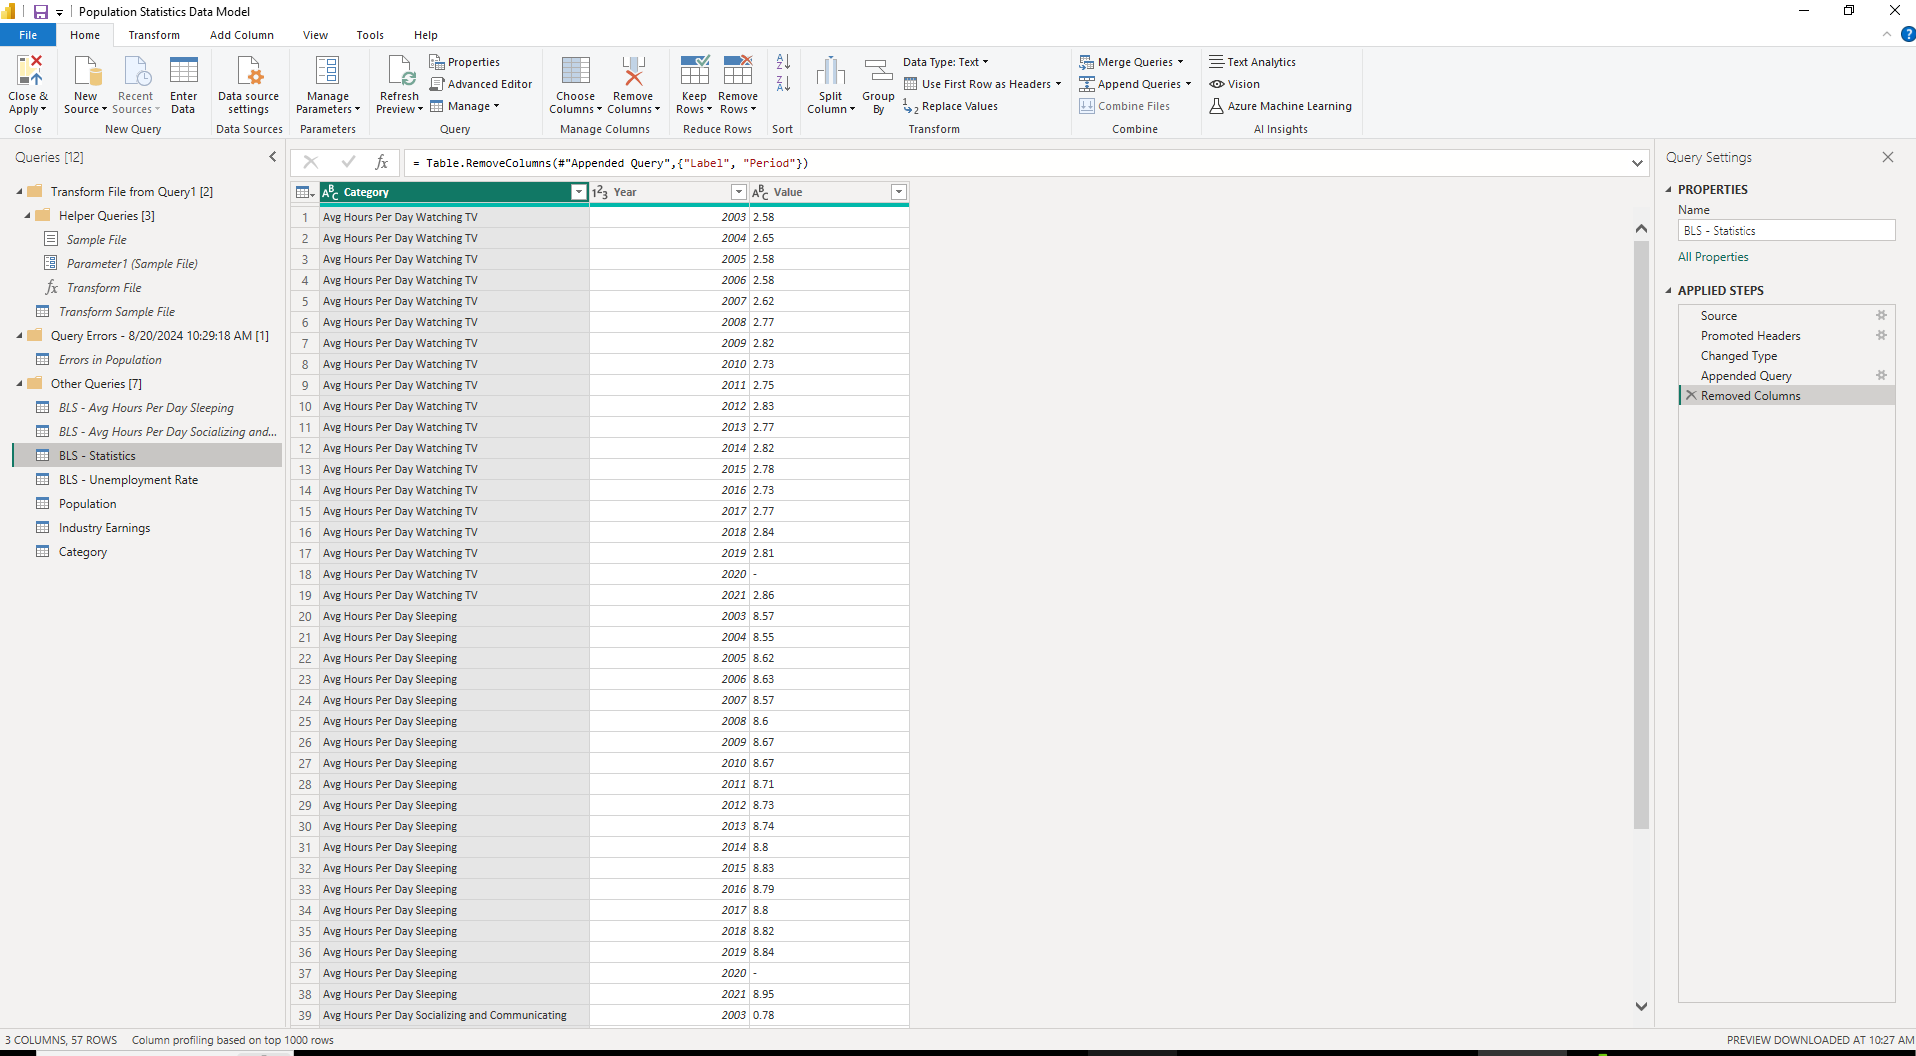 Population Statistics Data Model
File Home Transform Add Column View Tools Help
Close & Apply
Close
New Source
Recent Sources
Enter Data
New Query
Data source settings
Data Sources
Manage Parameters
Parameters
Refresh Preview
Properties
Advanced Editor
Manage
Query
Choose Columns
Remove Columns
Manage Columns
Keep Rows
Remove Rows
Reduce Rows
Sort
Split Column
Group By
Data Type: Text
Use First Row as Headers
Replace Values
Transform
Merge Queries
Append Queries
Combine Files
Combine
Text Analytics
Vision
Azure Machine Learning
AI Insights
Queries [12]
Transform File from Query1 [2]
Helper Queries [3]
Sample File
Parameter1 (Sample File)
Transform File
Transform Sample File
Query Errors - 8/20/2024 10:29:18 AM [1]
Errors in Population
Other Queries [7]
BLS - Avg Hours Per Day Sleeping
BLS - Avg Hours Per Day Socializing and...
BLS - Statistics
BLS - Unemployment Rate
Population
Industry Earnings
Category
fx = Table.RemoveColumns(#"Appended Query",{"Label", "Period"})
Category Year Value
1 Avg Hours Per Day Watching TV 2003 2.58
2 Avg Hours Per Day Watching TV 2004 2.65
3 Avg Hours Per Day Watching TV 2005 2.58
4 Avg Hours Per Day Watching TV 2006 2.58
5 Avg Hours Per Day Watching TV 2007 2.62
6 Avg Hours Per Day Watching TV 2008 2.77
7 Avg Hours Per Day Watching TV 2009 2.82
8 Avg Hours Per Day Watching TV 2010 2.73
9 Avg Hours Per Day Watching TV 2011 2.75
10 Avg Hours Per Day Watching TV 2012 2.83
11 Avg Hours Per Day Watching TV 2013 2.77
12 Avg Hours Per Day Watching TV 2014 2.82
13 Avg Hours Per Day Watching TV 2015 2.78
14 Avg Hours Per Day Watching TV 2016 2.73
15 Avg Hours Per Day Watching TV 2017 2.77
16 Avg Hours Per Day Watching TV 2018 2.84
17 Avg Hours Per Day Watching TV 2019 2.81
18 Avg Hours Per Day Watching TV 2020 -
19 Avg Hours Per Day Watching TV 2021 2.86
20 Avg Hours Per Day Sleeping 2003 8.57
21 Avg Hours Per Day Sleeping 2004 8.55
22 Avg Hours Per Day Sleeping 2005 8.62
23 Avg Hours Per Day Sleeping 2006 8.63
24 Avg Hours Per Day Sleeping 2007 8.57
25 Avg Hours Per Day Sleeping 2008 8.6
26 Avg Hours Per Day Sleeping 2009 8.67
27 Avg Hours Per Day Sleeping 2010 8.67
28 Avg Hours Per Day Sleeping 2011 8.71
29 Avg Hours Per Day Sleeping 2012 8.73
30 Avg Hours Per Day Sleeping 2013 8.74
31 Avg Hours Per Day Sleeping 2014 8.8
32 Avg Hours Per Day Sleeping 2015 8.83
33 Avg Hours Per Day Sleeping 2016 8.79
34 Avg Hours Per Day Sleeping 2017 8.8
35 Avg Hours Per Day Sleeping 2018 8.82
36 Avg Hours Per Day Sleeping 2019 8.84
37 Avg Hours Per Day Sleeping 2020 -
38 Avg Hours Per Day Sleeping 2021 8.95
39 Avg Hours Per Day Socializing and Communicating 2003 0.78
Query Settings
PROPERTIES
Name
BLS - Statistics
All Properties
APPLIED STEPS
Source
Promoted Headers
Changed Type
Appended Query
Removed Columns
3 COLUMNS, 57 ROWS Column profiling based on top 1000 rows
PREVIEW DOWNLOADED AT 10:27 AM